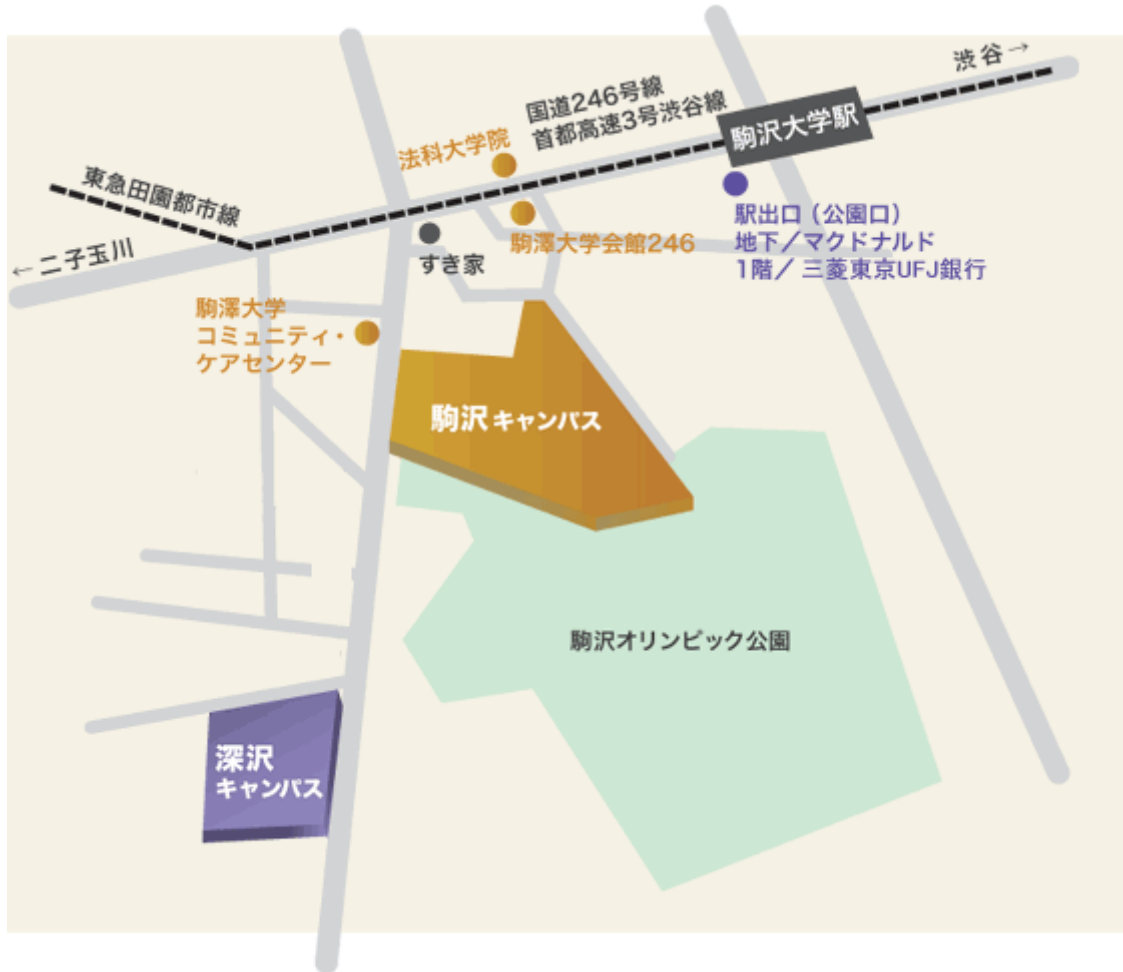 渋谷→
国道246号線
首都高速3号渋谷線
駒沢大学駅
法科大学院
東急田園都市線
←二子玉川
駅出口（公園口）
地下／マクドナルド
1階／三菱東京UFJ銀行
駒澤大学会館246
すき家
駒澤大学
コミュニティ・
ケアセンター
駒沢キャンパス
駒沢オリンピック公園
深沢
キャンパス